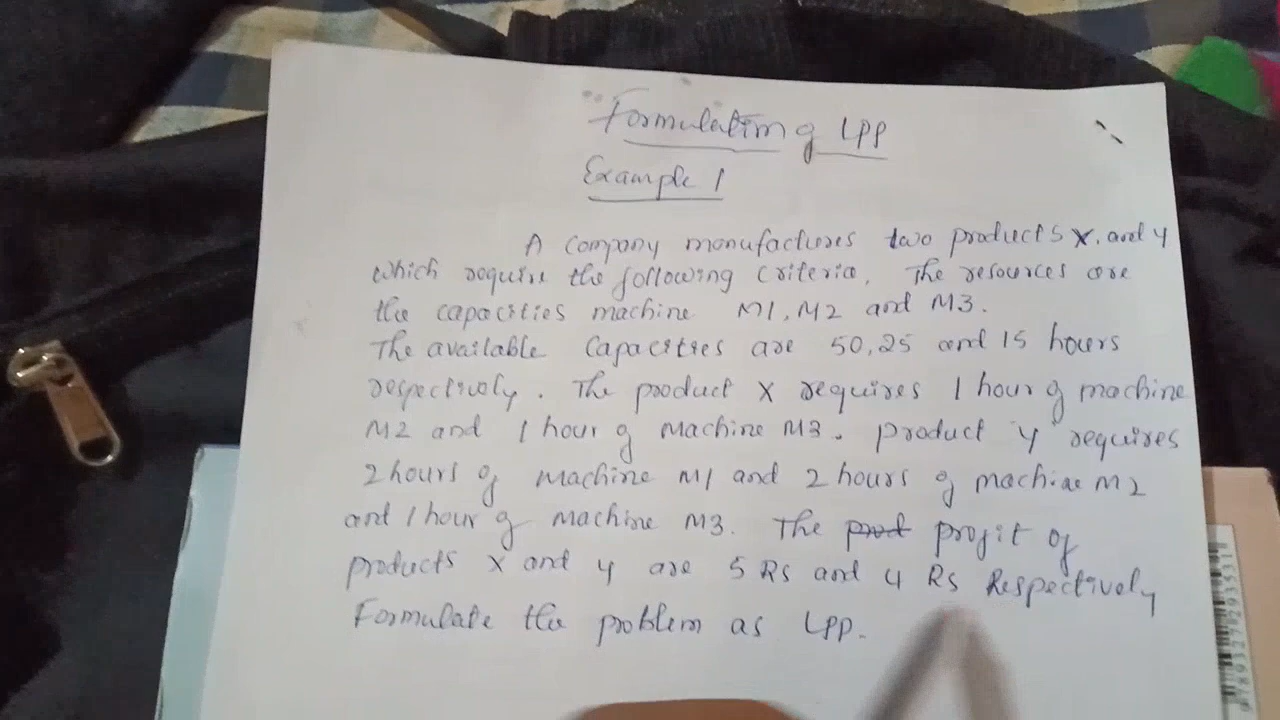 Formulating of LPP
Example 1
A company manufactures two products X and Y
which require the following criteria. The resources are
the capacities machine M1, M2 and M3.
The available capacities are 50, 25 and 15 hours
respectively. The product X requires 1 hour of machine
M2 and 1 hour of machine M3. product Y requires
2 hours of machine M1 and 2 hours of machine M2
and 1 hour of machine M3. The prod profit of
products X and Y are 5 Rs and 4 Rs Respectively
Formulate the problem as LPP.